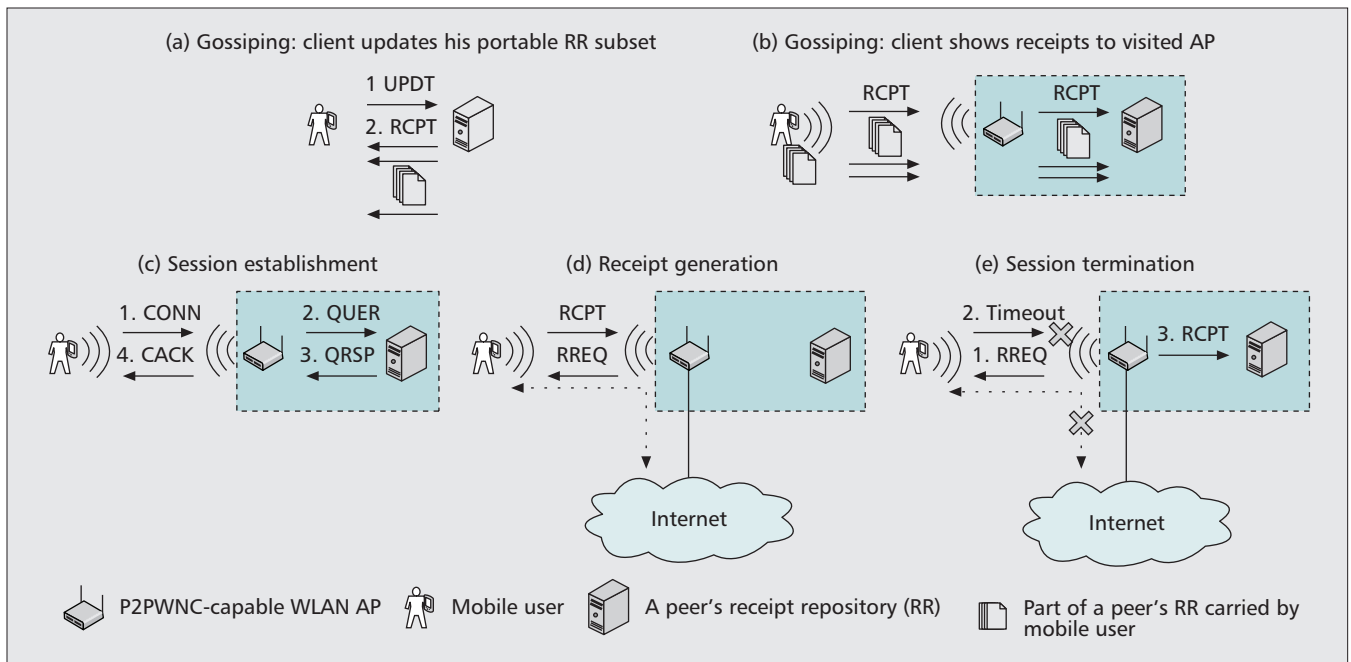 (a) Gossiping: client updates his portable RR subset
1 UPDT
2. RCPT
(b) Gossiping: client shows receipts to visited AP
RCPT
RCPT
(c) Session establishment
1. CONN
4. CACK
2. QUER
3. QRSP
(d) Receipt generation
RCPT
RREQ
Internet
(e) Session termination
2. Timeout
1. RREQ
3. RCPT
Internet
P2PWNC-capable WLAN AP
Mobile user
A peer's receipt repository (RR)
Part of a peer's RR carried by
mobile user